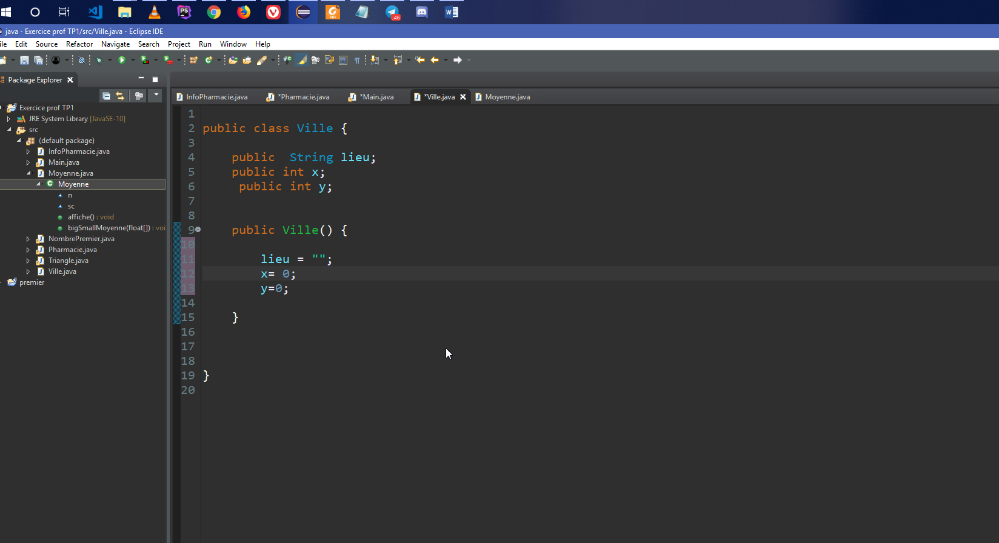 PS
G
PDF
46
W
java - Exercice prof TP1/src/Ville.java - Eclipse IDE
ile Edit Source Refactor Navigate Search Project Run Window Help
Package Explorer
InfoPharmacie.java *Pharmacie.java *Main.java *Ville.java Moyenne.java
Exercice prof TP1
JRE System Library [JavaSE-10]
src
(default package)
InfoPharmacie.java
Main.java
Moyenne.java
Moyenne
n
sc
affiche() : void
bigSmallMoyenne(float[]) : voi
NombrePremier.java
Pharmacie.java
Triangle.java
Ville.java
premier
1
2 public class Ville {
3
4 public  String lieu;
5 public int x;
6 public int y;
7
8
9 public Ville() {
10
11 lieu = "";
12 x= 0;
13 y=0;
14
15 }
16
17
18
19 }
20